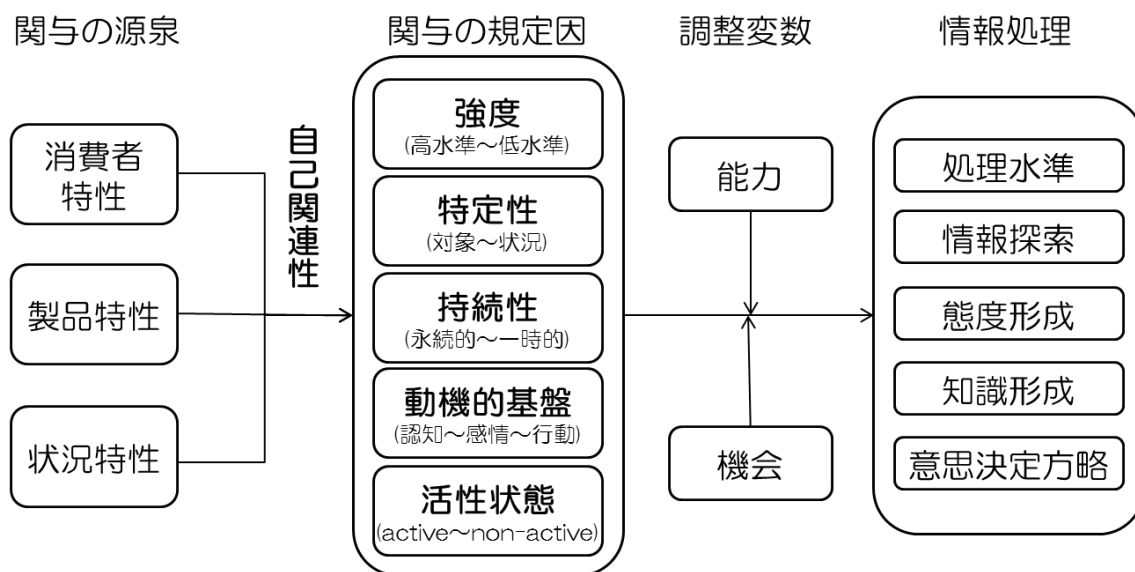 関与の源泉
関与の規定因
調整変数
情報処理
消費者
特性
製品特性
状況特性
自己関連性
強度
(高水準～低水準)
特定性
(対象～状況)
持続性
(永続的～一時的)
動機的基盤
(認知～感情～行動)
活性状態
(active～non-active)
能力
機会
処理水準
情報探索
態度形成
知識形成
意思決定方略